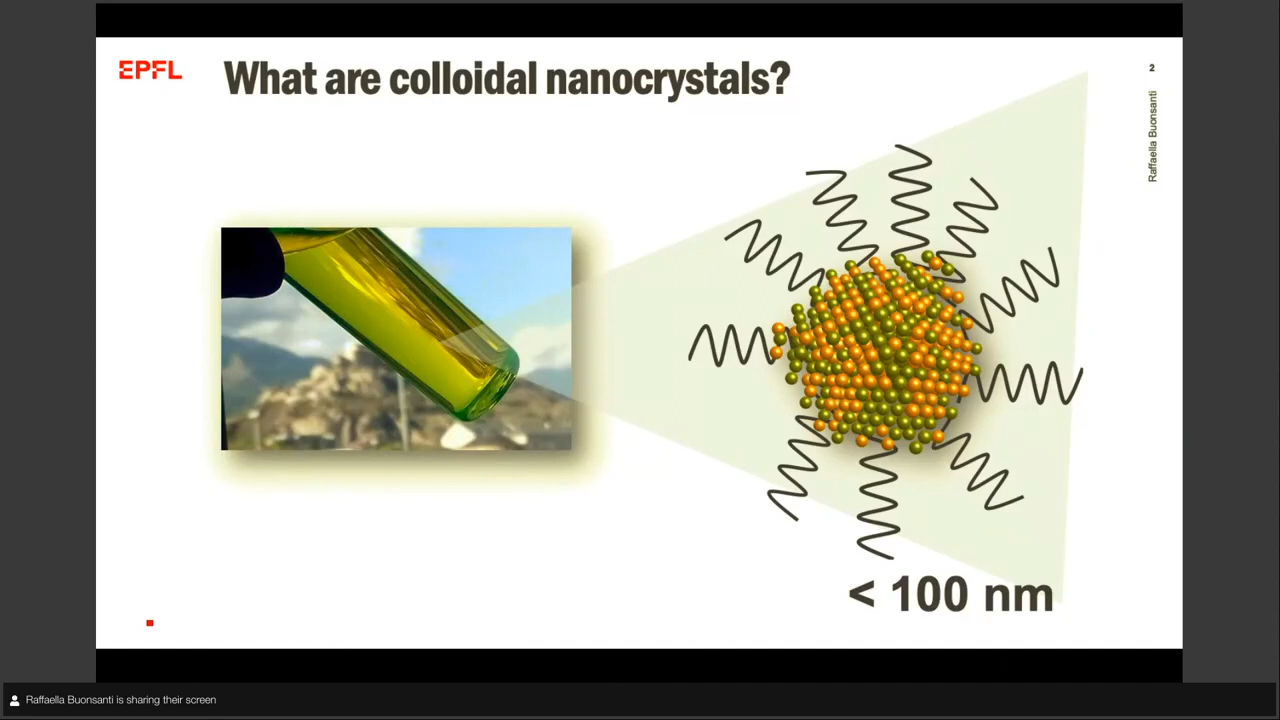 EPFL
What are colloidal nanocrystals?
2
Raffaella Buonsanti
< 100 nm
Raffaella Buonsanti is sharing their screen